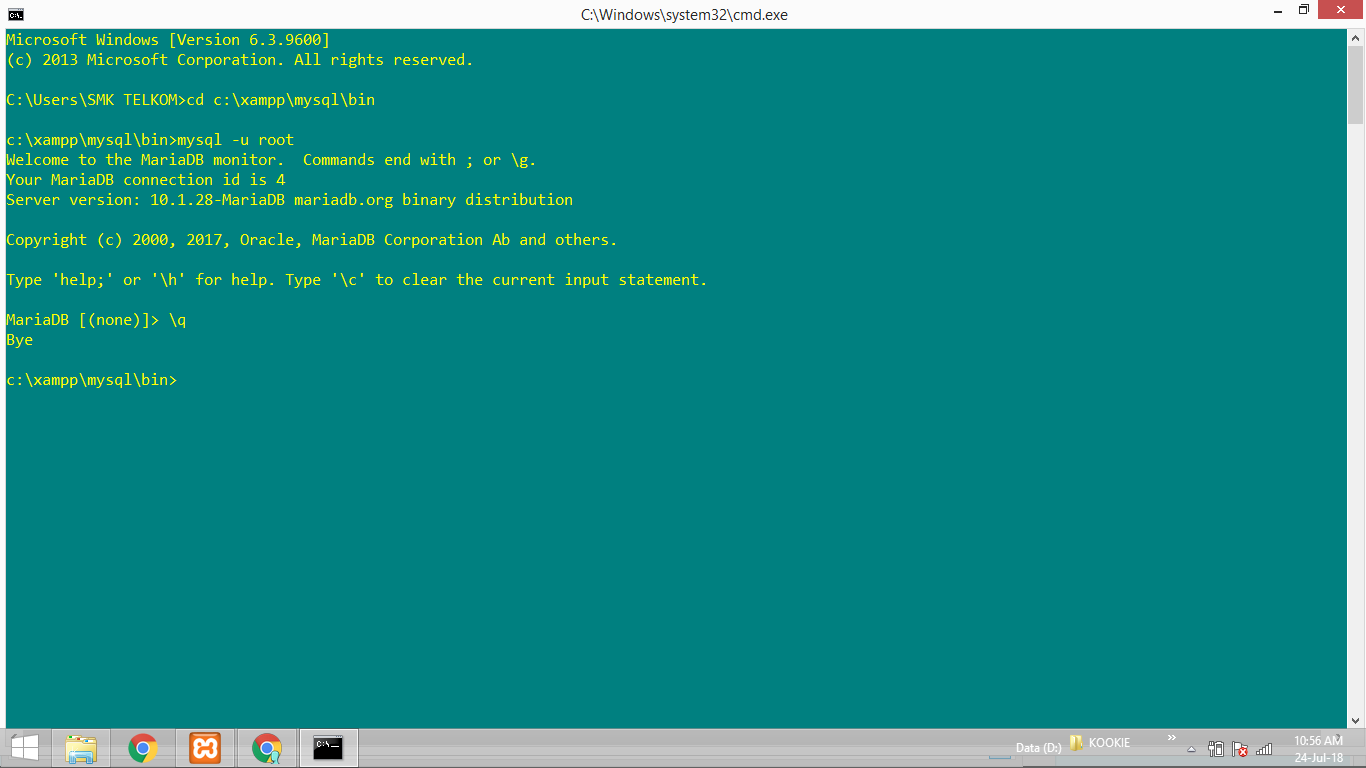 C:\Windows\system32\cmd.exe
Microsoft Windows [Version 6.3.9600]
(c) 2013 Microsoft Corporation. All rights reserved.
C:\Users\SMK TELKOM>cd c:\xampp\mysql\bin
c:\xampp\mysql\bin>mysql -u root
Welcome to the MariaDB monitor.  Commands end with ; or \g.
Your MariaDB connection id is 4
Server version: 10.1.28-MariaDB mariadb.org binary distribution
Copyright (c) 2000, 2017, Oracle, MariaDB Corporation Ab and others.
Type 'help;' or '\h' for help. Type '\c' to clear the current input statement.
MariaDB [(none)]> \q
Bye
c:\xampp\mysql\bin>
Data (D:)
KOOKIE
10:56 AM
24-Jul-18